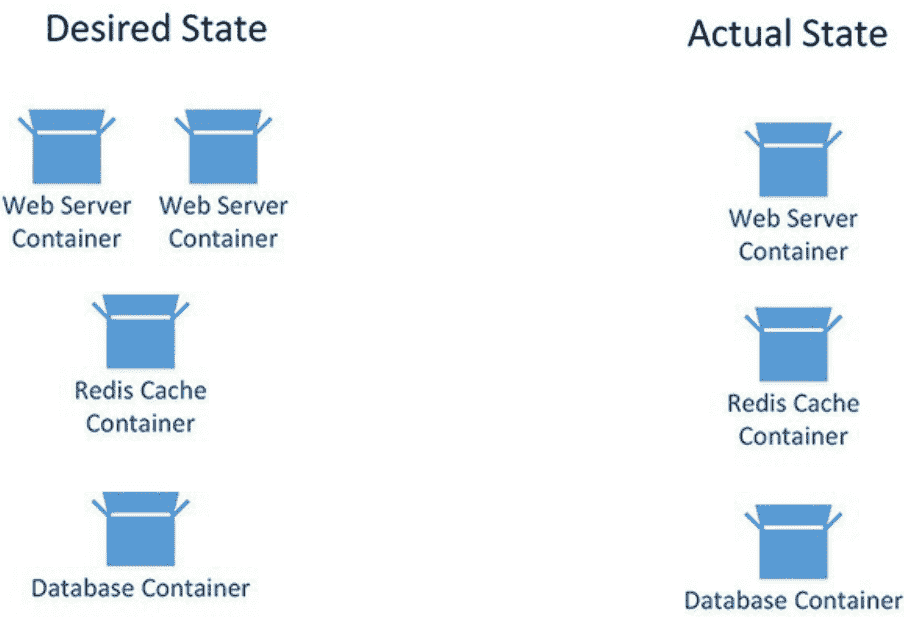 Desired State
Actual State
Web Server
Container
Web Server
Container
Web Server
Container
Redis Cache
Container
Redis Cache
Container
Database Container
Database Container